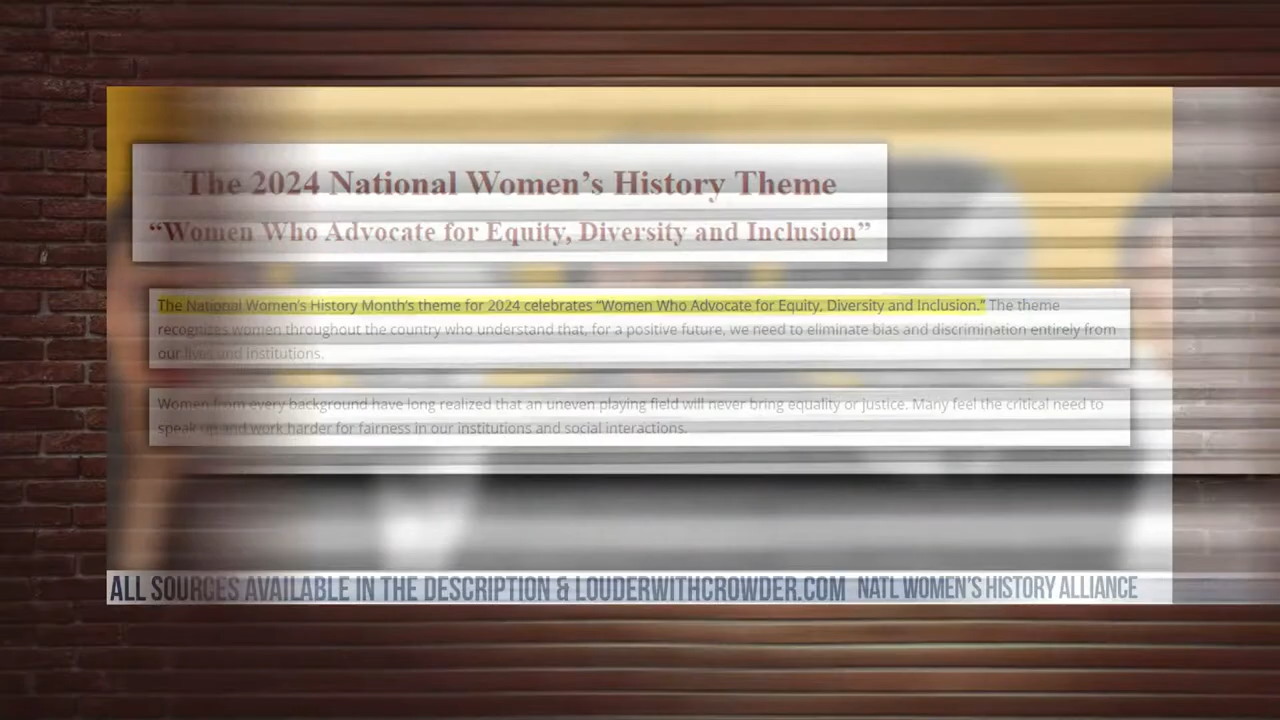 The 2024 National Women’s History Theme
“Women Who Advocate for Equity, Diversity and Inclusion”
The National Women’s History Month’s theme for 2024 celebrates “Women Who Advocate for Equity, Diversity and Inclusion.” The theme
recognizes women throughout the country who understand that, for a positive future, we need to eliminate bias and discrimination entirely from
our lives and institutions.
Women from every background have long realized that an uneven playing field will never bring equality or justice. Many feel the critical need to
speak up and work harder for fairness in our institutions and social interactions.
ALL SOURCES AVAILABLE IN THE DESCRIPTION & LOUDERWITHCROWDER.COM NATL WOMEN'S HISTORY ALLIANCE